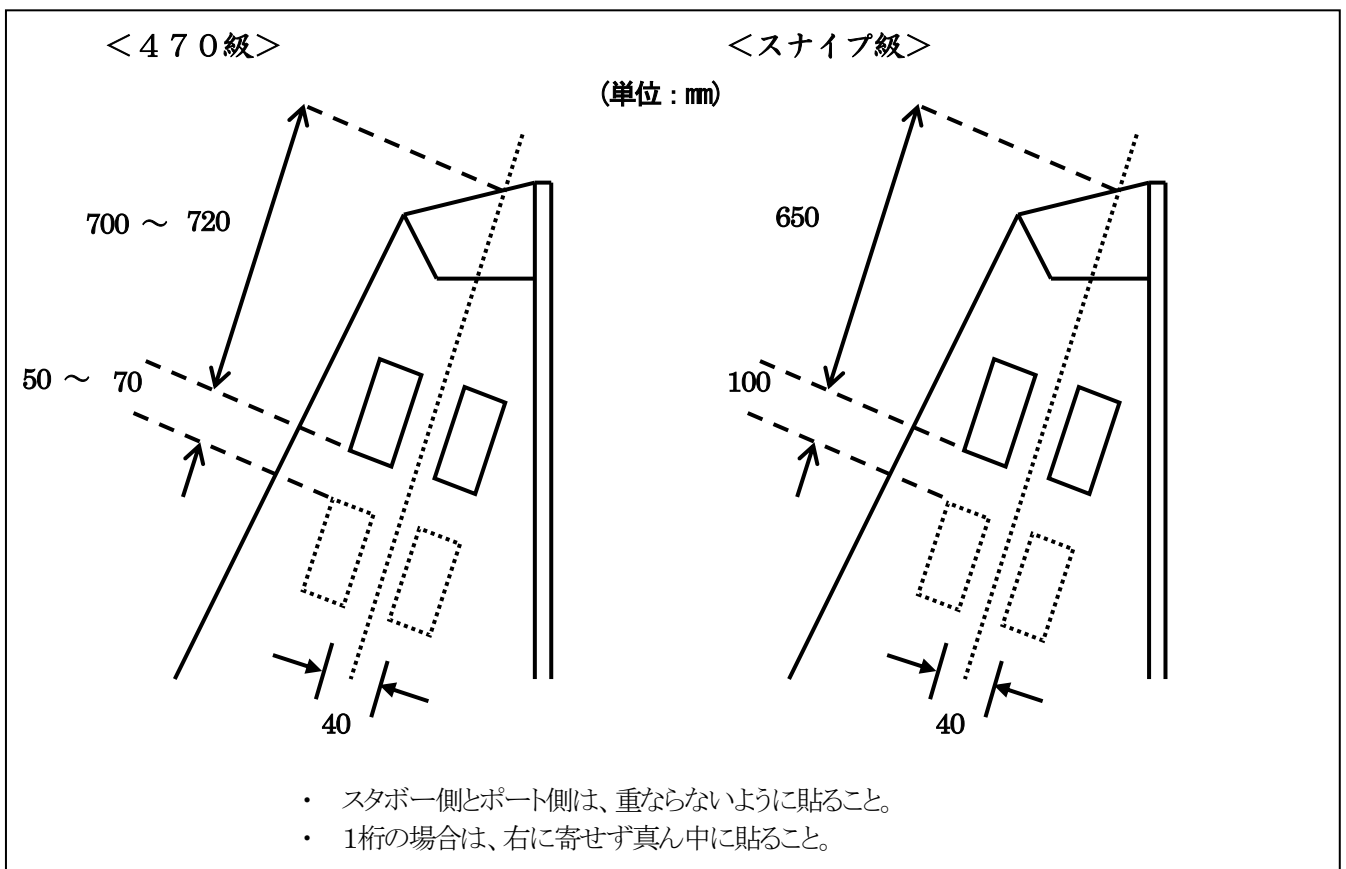 ＜４７０級＞
＜スナイプ級＞
(単位：㎜)
700 ～ 720
650
50 ～ 70
100
40
40
・ スタボー側とポート側は、重ならないように貼ること。
・ 1桁の場合は、右に寄せず真ん中に貼ること。